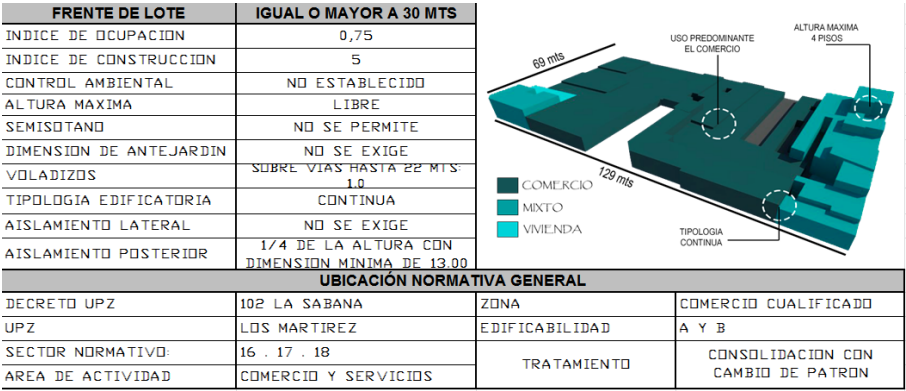 FRENTE DE LOTE IGUAL O MAYOR A 30 MTS
INDICE DE OCUPACION 0,75
INDICE DE CONSTRUCCION 5
CONTROL AMBIENTAL NO ESTABLECIDO
ALTURA MAXIMA LIBRE
SEMISOTANO NO SE PERMITE
DIMENSION DE ANTEJARDIN NO SE EXIGE
VOLADIZOS SOBRE VIAS HASTA 22 MTS:
1.0
TIPOLOGIA EDIFICATORIA CONTINUA
AISLAMIENTO LATERAL NO SE EXIGE
AISLAMIENTO POSTERIOR 1/4 DE LA ALTURA CON
DIMENSION MINIMA DE 13.00
69 mts
USO PREDOMINANTE
EL COMERCIO
ALTURA MAXIMA
4 PISOS
129 mts
COMERCIO
MIXTO
VIVIENDA
TIPOLOGIA
CONTINUA
UBICACIÓN NORMATIVA GENERAL
DECRETO UPZ 102 LA SABANA ZONA COMERCIO CUALIFICADO
UPZ LOS MARTIREZ EDIFICABILIDAD A Y B
SECTOR NORMATIVO: 16 . 17 . 18 TRATAMIENTO CONSOLIDACION CON
CAMBIO DE PATRON
AREA DE ACTIVIDAD COMERCIO Y SERVICIOS